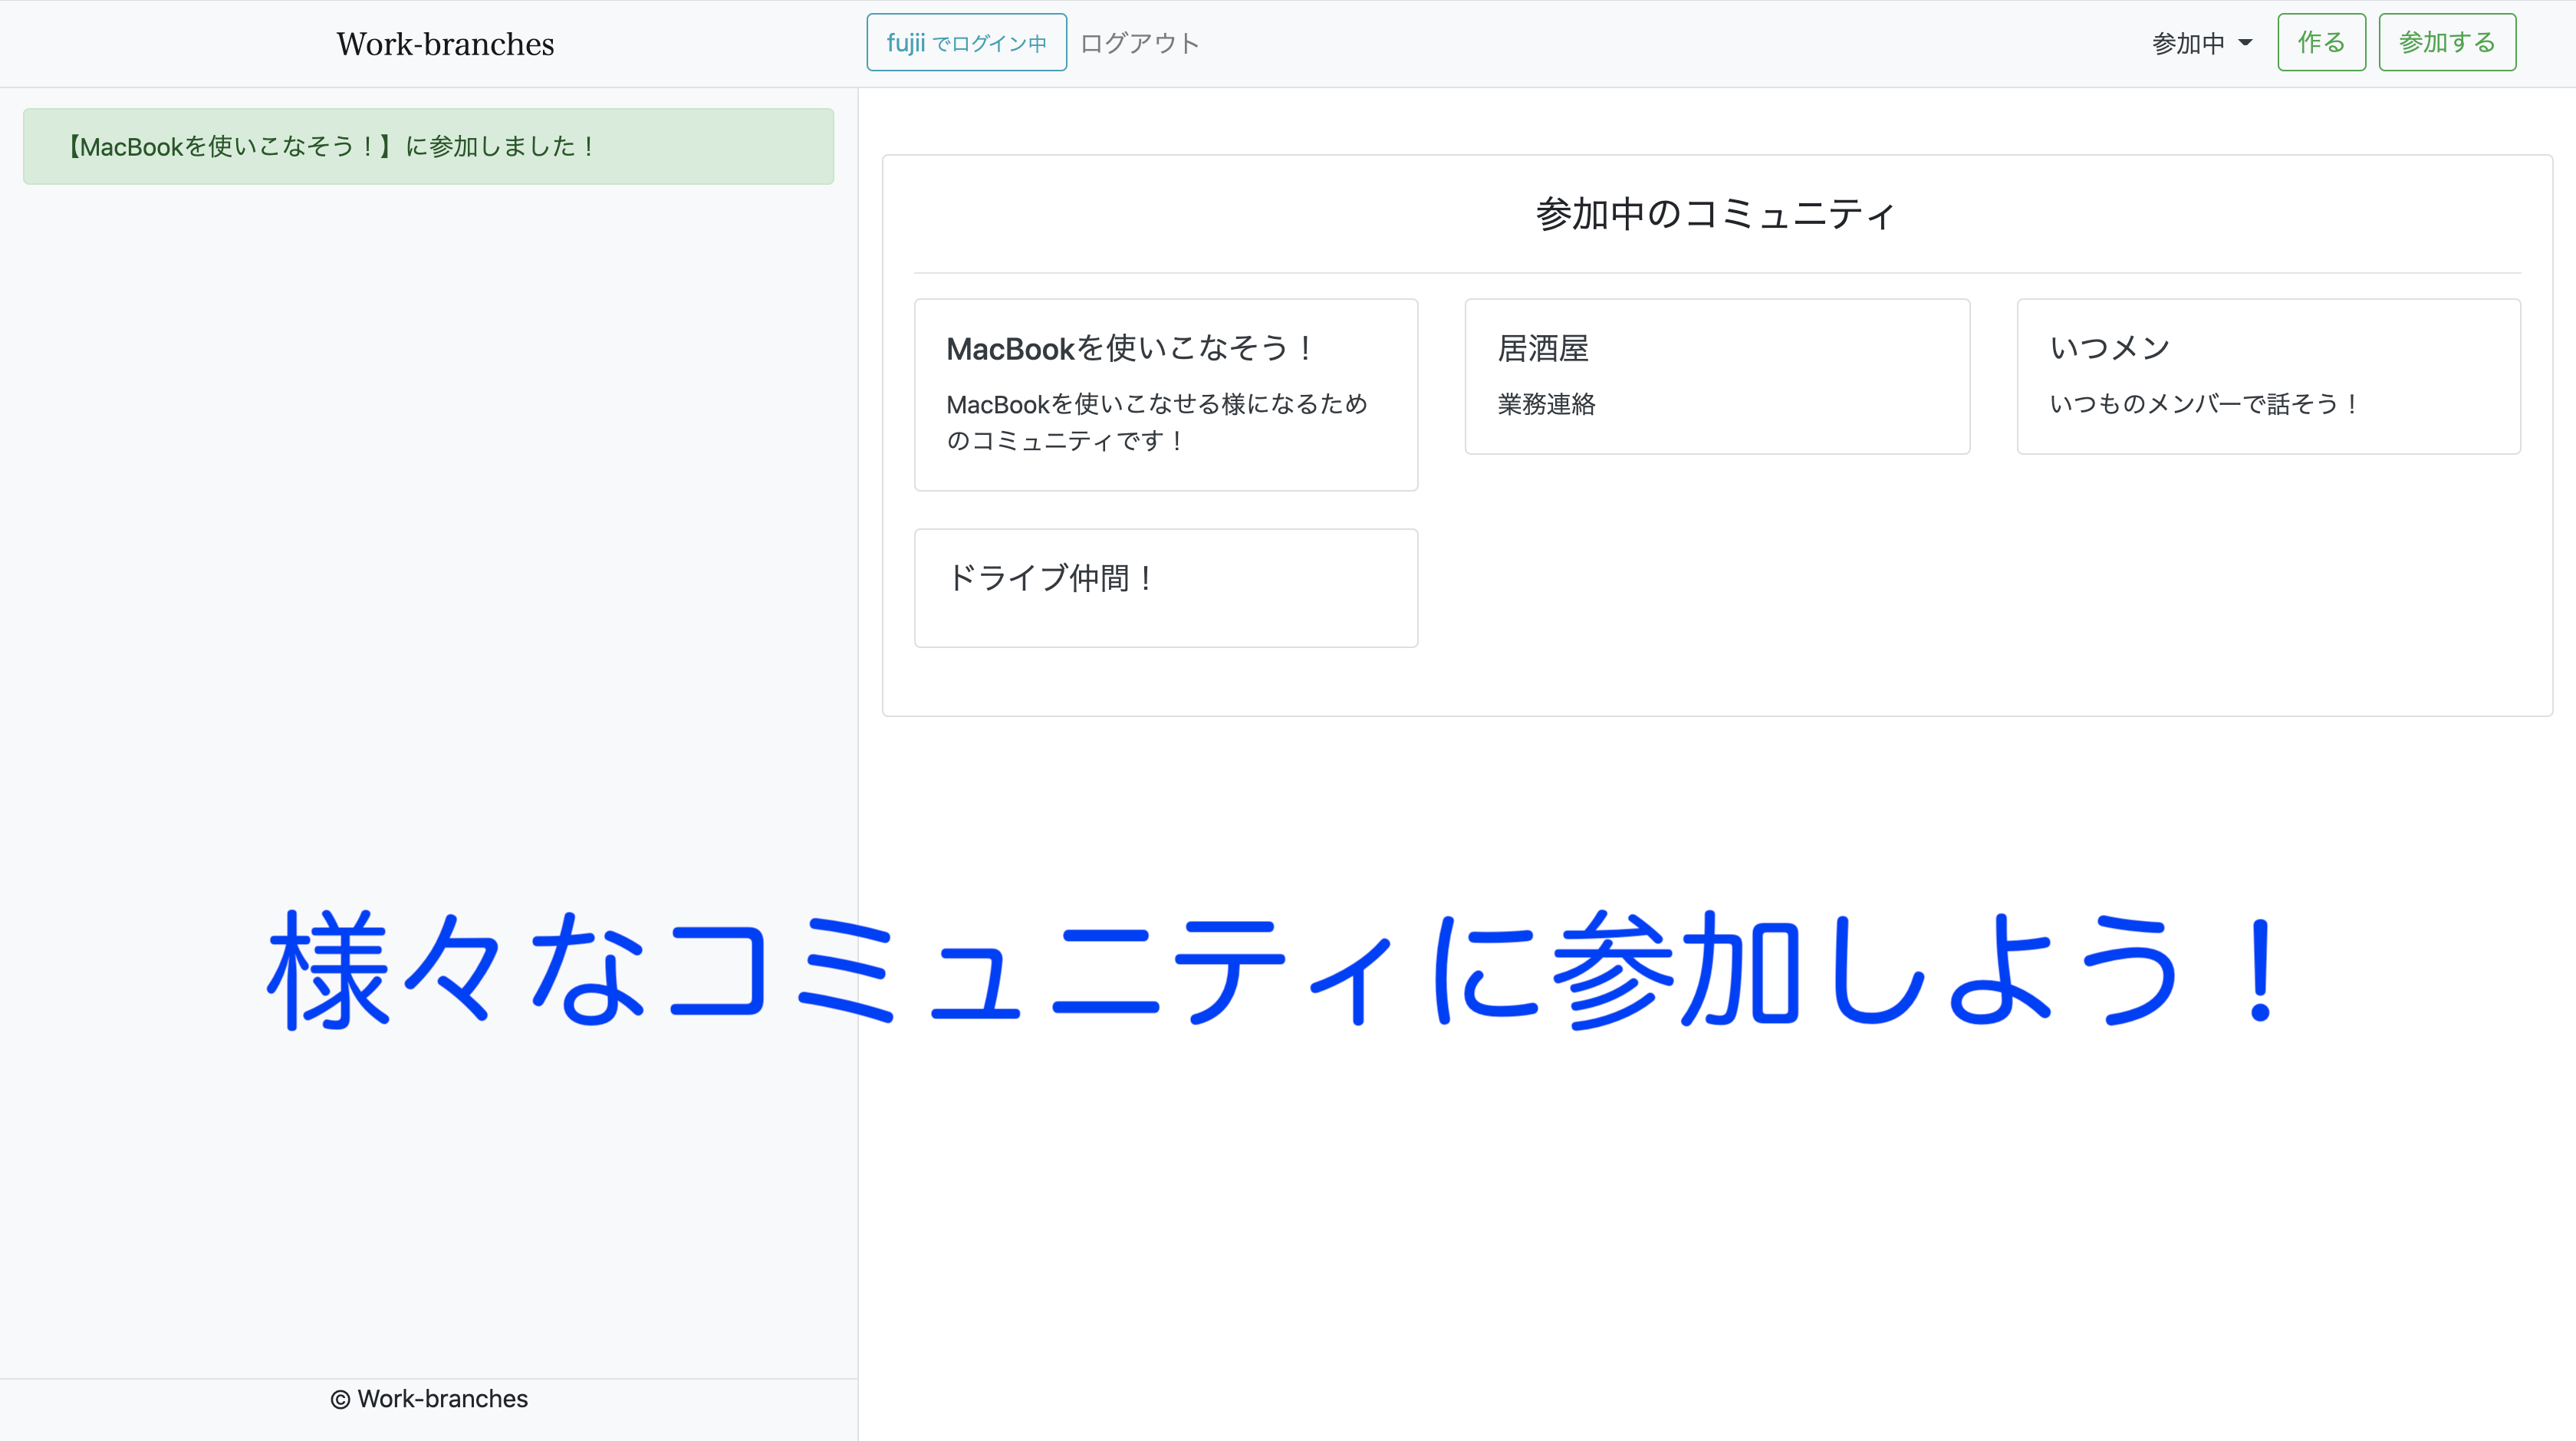 Work-branches
fujii でログイン中 ログアウト
参加中 作る 参加する
【MacBookを使いこなそう！】に参加しました！
参加中のコミュニティ
MacBookを使いこなそう！
MacBookを使いこなせる様になるため
のコミュニティです！
居酒屋
業務連絡
いつメン
いつものメンバーで話そう！
ドライブ仲間！
様々なコミュニティに参加しよう！
© Work-branches